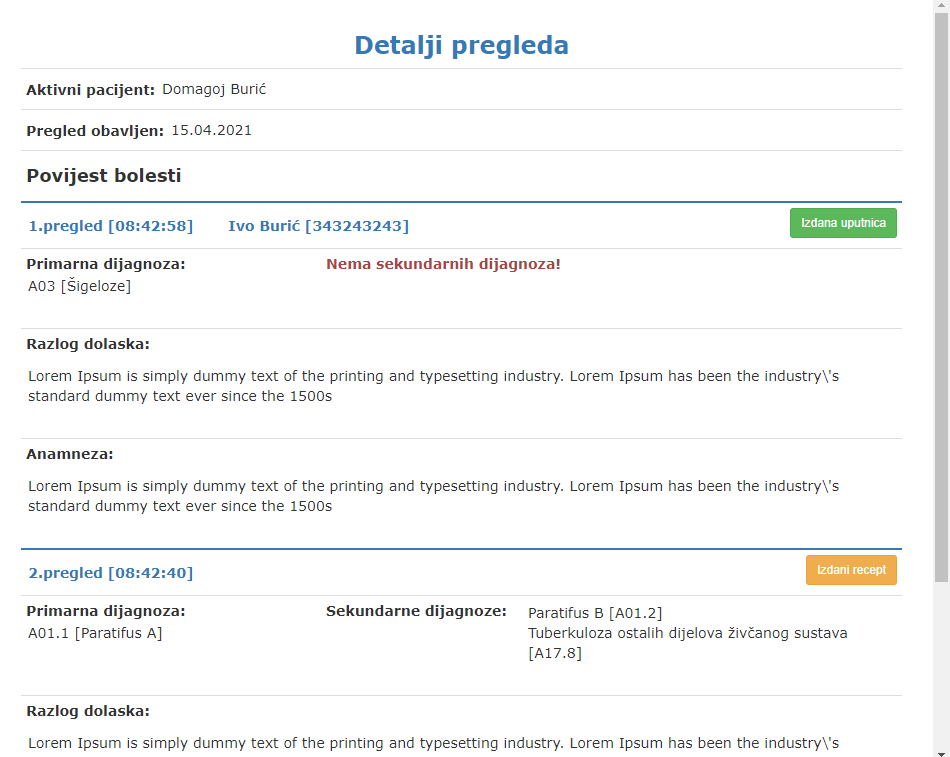 Detalji pregleda
Aktivni pacijent: Domagoj Burić
Pregled obavljen: 15.04.2021
Povijest bolesti
1.pregled [08:42:58] Ivo Burić [343243243] Izdana uputnica
Primarna dijagnoza: Nema sekundarnih dijagnoza!
A03 [Šigeloze]
Razlog dolaska:
Lorem Ipsum is simply dummy text of the printing and typesetting industry. Lorem Ipsum has been the industry\'s
standard dummy text ever since the 1500s
Anamneza:
Lorem Ipsum is simply dummy text of the printing and typesetting industry. Lorem Ipsum has been the industry\'s
standard dummy text ever since the 1500s
2.pregled [08:42:40] Izdani recept
Primarna dijagnoza: Sekundarne dijagnoze: Paratifus B [A01.2]
A01.1 [Paratifus A] Tuberkuloza ostalih dijelova živčanog sustava
[A17.8]
Razlog dolaska:
Lorem Ipsum is simply dummy text of the printing and typesetting industry. Lorem Ipsum has been the industry\'s